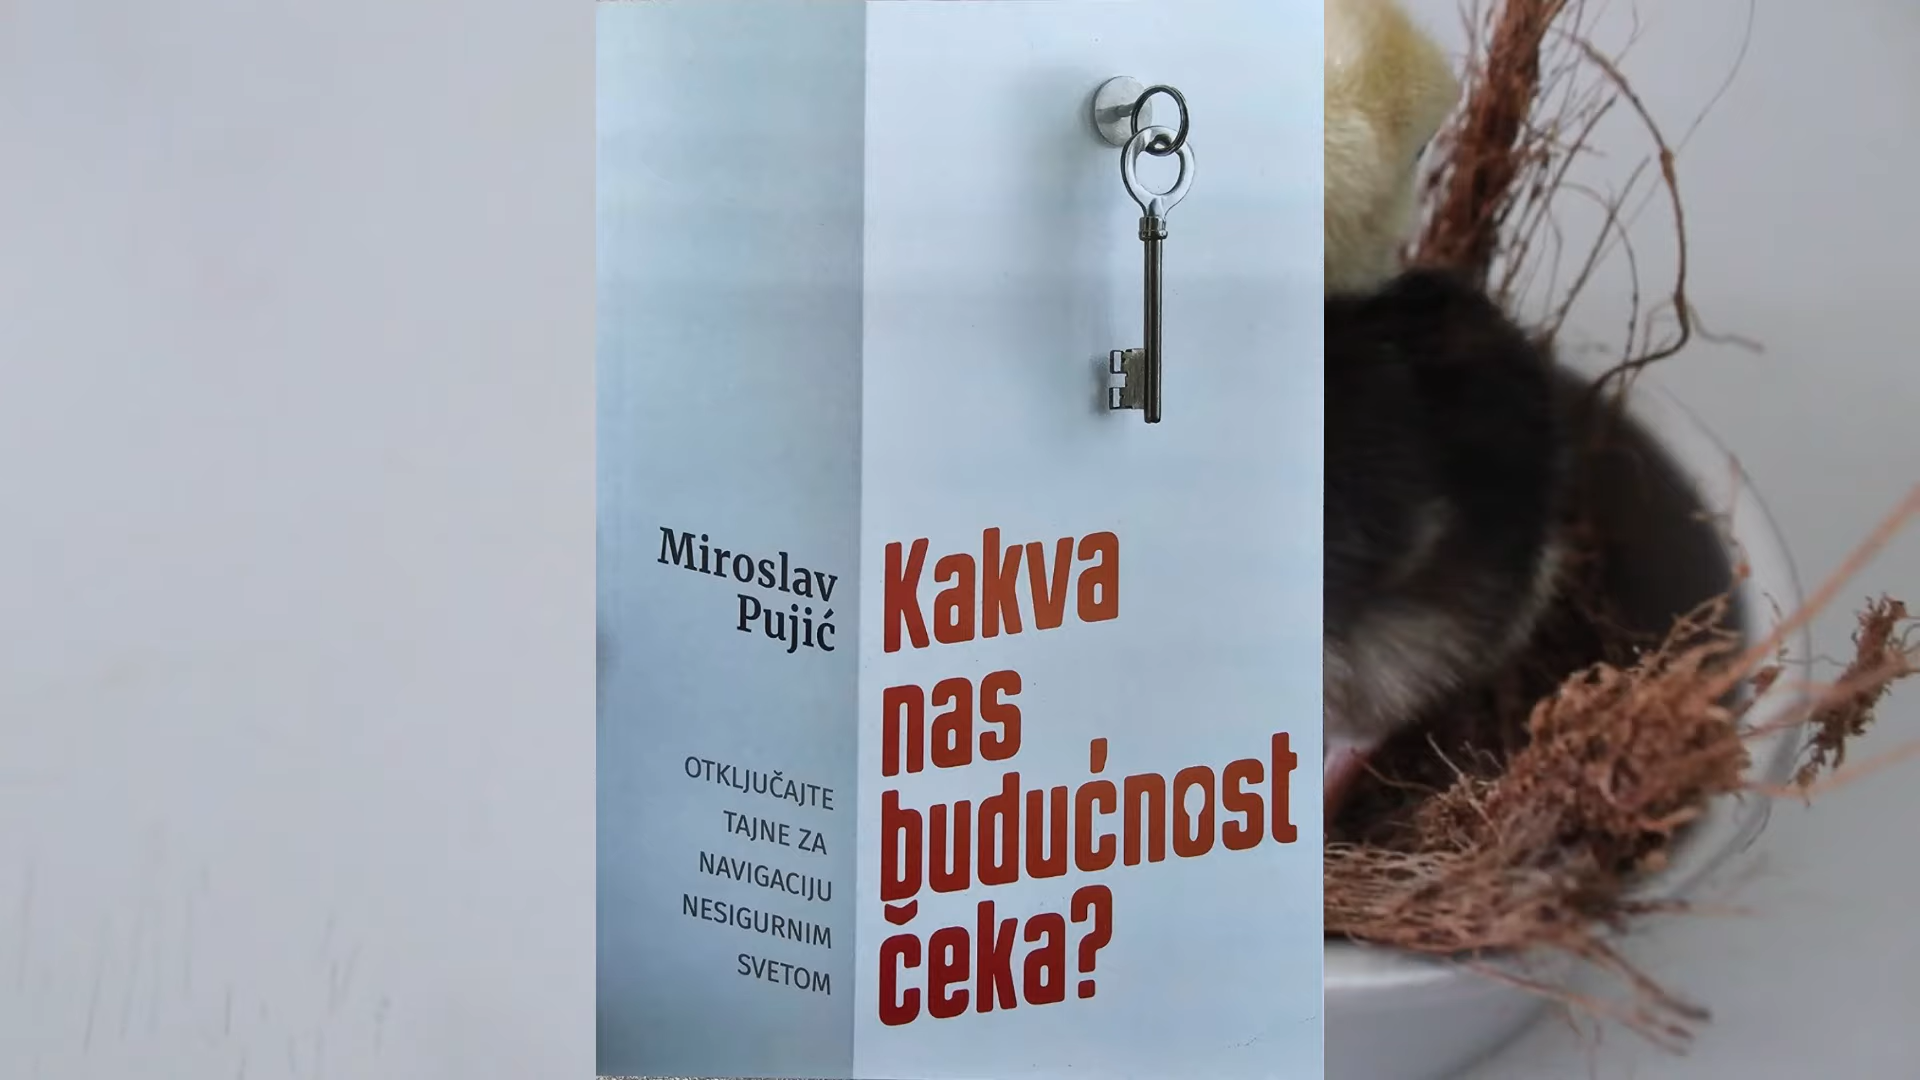 Miroslav
Pujić
OTKLJUČAJTE
TAJNE ZA
NAVIGACIJU
NESIGURNIM
SVETOM
Kakva
nas
budućnost
čeka?